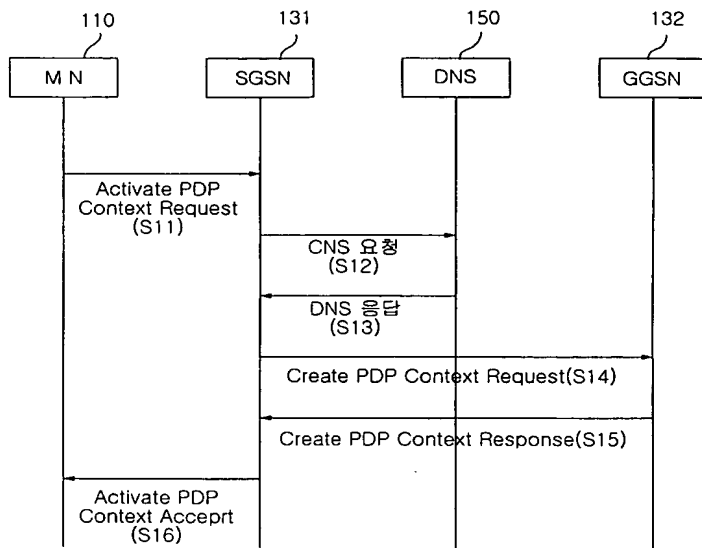 110
131
150
132
M N
SGSN
DNS
GGSN
Activate PDP
Context Request
(S11)
CNS 요청
(S12)
DNS 응답
(S13)
Create PDP Context Request(S14)
Create PDP Context Response(S15)
Activate PDP
Context Acceprt
(S16)